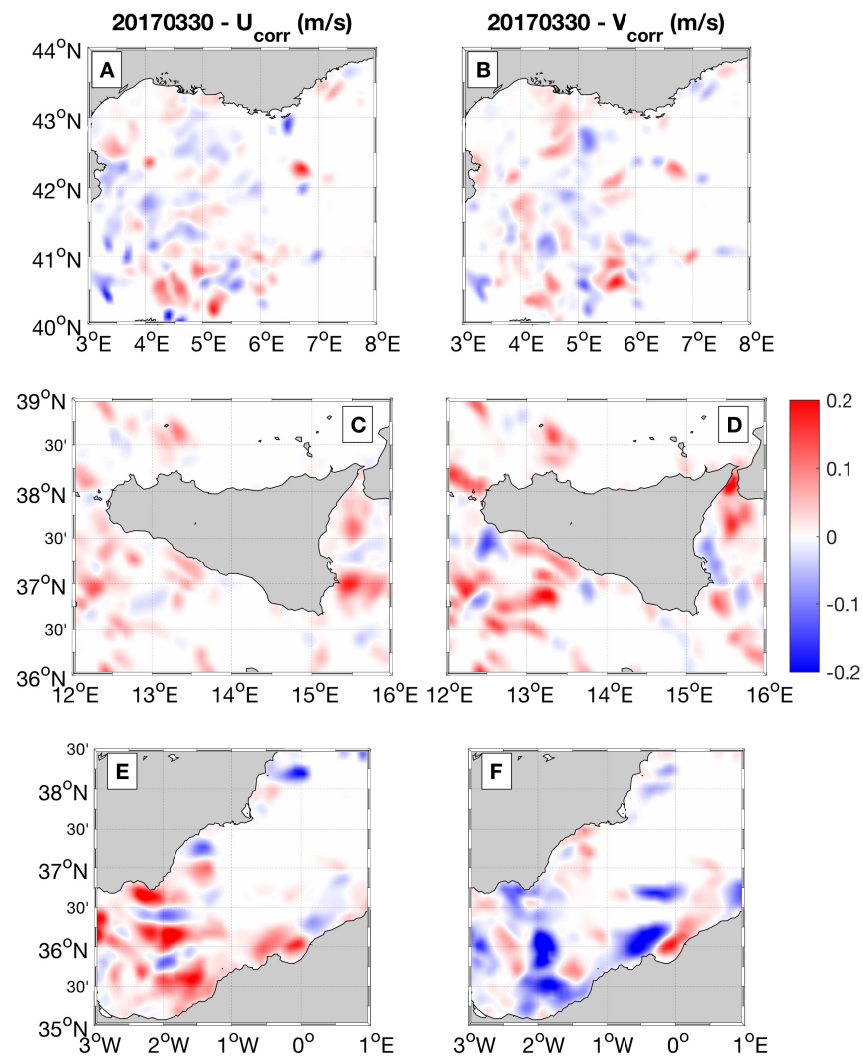 20170330 - Ucorr (m/s)
20170330 - Vcorr (m/s)
A
B
44°N
43°N
42°N
41°N
40°N
3°E 4°E 5°E 6°E 7°E 8°E
3°E 4°E 5°E 6°E 7°E 8°E
C
D
39°N
30'
38°N
30'
37°N
30'
36°N
12°E 13°E 14°E 15°E 16°E
12°E 13°E 14°E 15°E 16°E
0.2
0.1
0
-0.1
-0.2
E
F
30'
38°N
30'
37°N
30'
36°N
30'
35°N
3°W 2°W 1°W 0° 1°E
3°W 2°W 1°W 0° 1°E